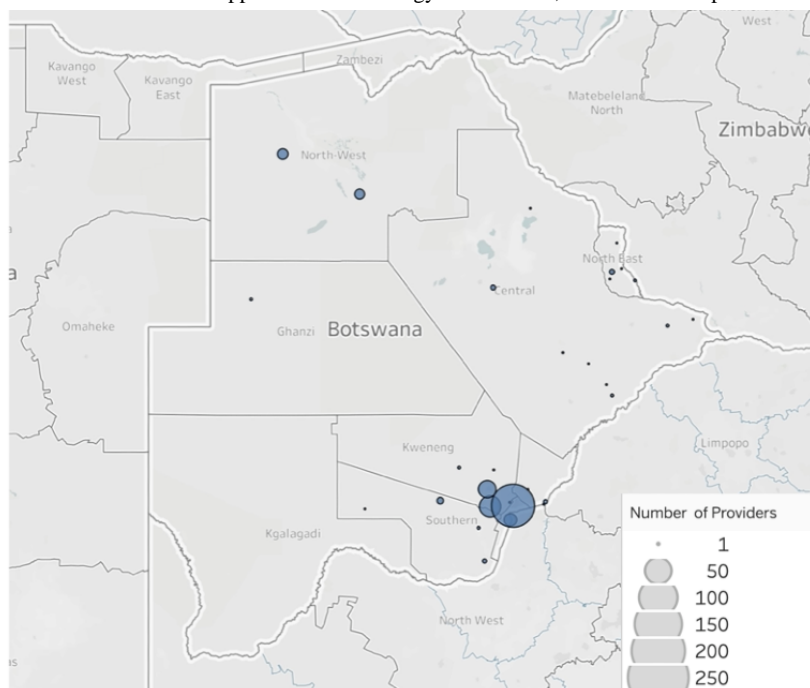 West
Kavango
West
Kavango
East
Zambezi
Matebeleland
North
Zimbabw
North-West
North East
Central
a
Omaheke
Ghanzi
Botswana
Kweneng
Limpopo
Southern
Kgalagadi
North West
as
Number of Providers
1
50
100
150
200
250